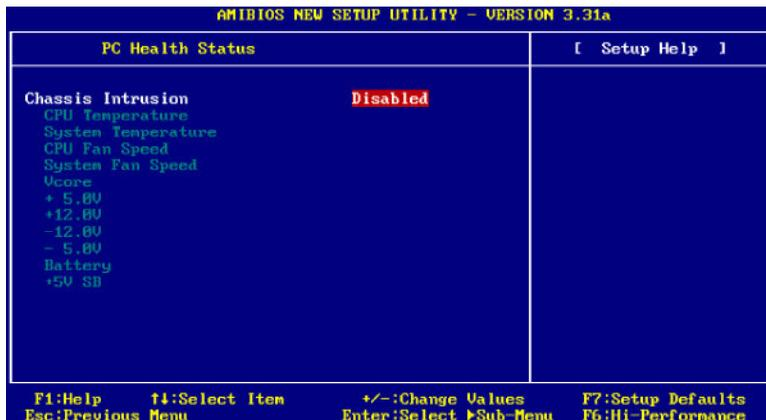 AMIBIOS NEW SETUP UTILITY - VERSION 3.31a
PC Health Status [ Setup Help ]
Chassis Intrusion Disabled
CPU Temperature
System Temperature
CPU Fan Speed
System Fan Speed
Vcore
+ 5.0V
+12.0V
-12.0V
- 5.0V
Battery
+5V SB
F1:Help ↑↓:Select Item +/-:Change Values F7:Setup Defaults
Esc:Previous Menu Enter:Select ►Sub-Menu F6:Hi-Performance